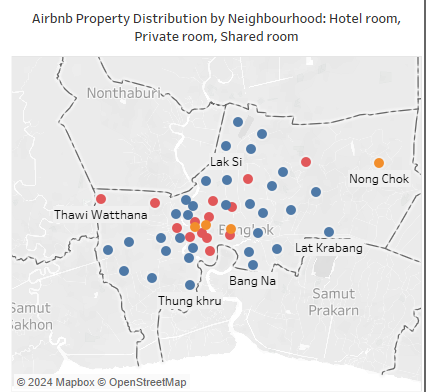 Airbnb Property Distribution by Neighbourhood: Hotel room,
Private room, Shared room
Nonthaburi
Lak Si
Nong Chok
Thawi Watthana
Bangkok
Lat Krabang
Bang Na
Samut
Prakarn
Thung khru
Samut
Sakhon
© 2024 Mapbox © OpenStreetMap